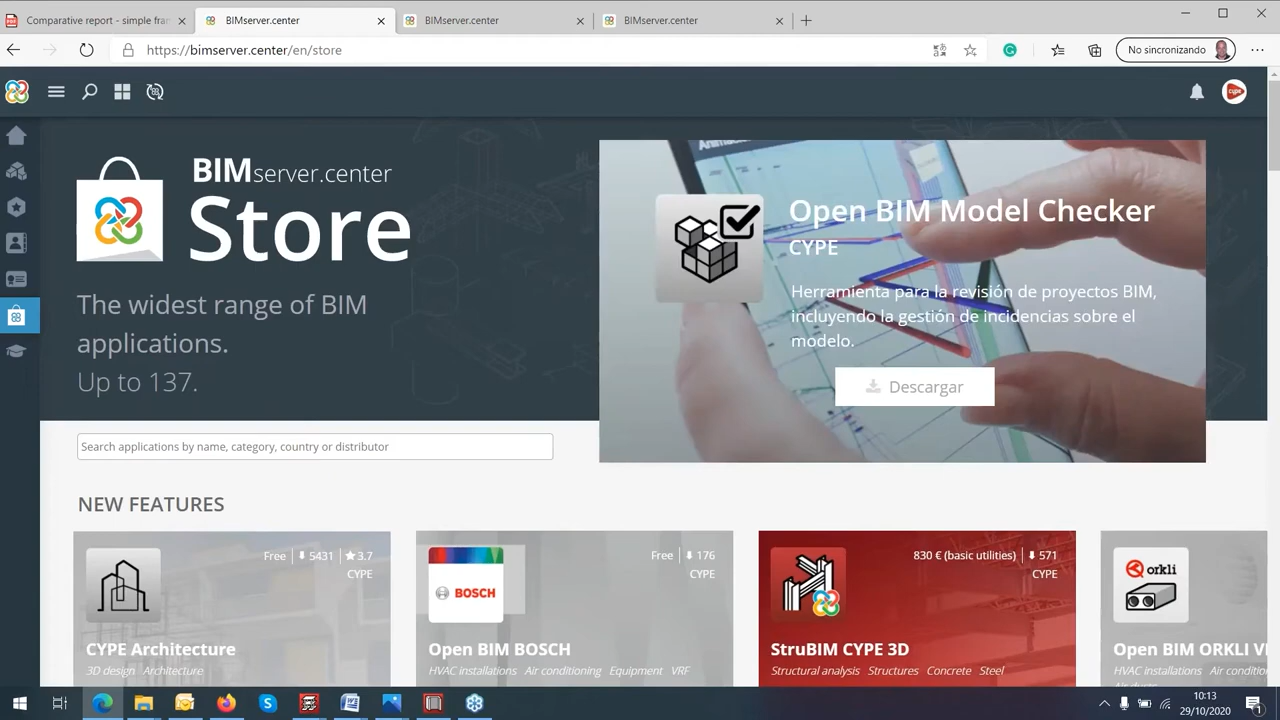 Comparative report - simple fra
BIMserver.center
BIMserver.center
BIMserver.center
https://bimserver.center/en/store
No sincronizando
cype
BIMserver.center
Store
The widest range of BIM
applications.
Up to 137.
Open BIM Model Checker
CYPE
Herramienta para la revisión de proyectos BIM,
incluyendo la gestión de incidencias sobre el
modelo.
Descargar
Search applications by name, category, country or distributor
NEW FEATURES
Free 5431 3.7
CYPE
CYPE Architecture
3D design Architecture
Free 176
CYPE
BOSCH
Open BIM BOSCH
HVAC installations Air conditioning Equipment VRF
830 € (basic utilities) 571
CYPE
StruBIM CYPE 3D
Structural analysis Structures Concrete Steel
orkli
Open BIM ORKLI V
HVAC installations Air conditio
10:13
29/10/2020